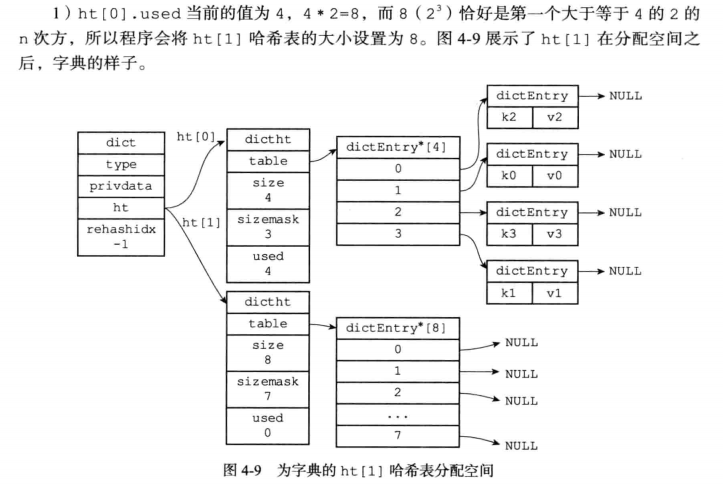 1) ht[0].used 当前的值为 4，4 * 2=8，而 8（2³）恰好是第一个大于等于 4 的 2 的
n 次方，所以程序会将 ht[1] 哈希表的大小设置为 8。图 4-9 展示了 ht[1] 在分配空间之
后，字典的样子。
dict
type
privdata
ht
rehashidx
-1
ht[0]
ht[1]
dictht
table
size
4
sizemask
3
used
4
dictEntry*[4]
0
1
2
3
dictEntry
k2 v2
NULL
dictEntry
k0 v0
NULL
dictEntry
k3 v3
NULL
dictEntry
k1 v1
NULL
dictht
table
size
8
sizemask
7
used
0
dictEntry*[8]
0
1
2
...
7
NULL
NULL
NULL
NULL
图 4-9 为字典的 ht[1] 哈希表分配空间